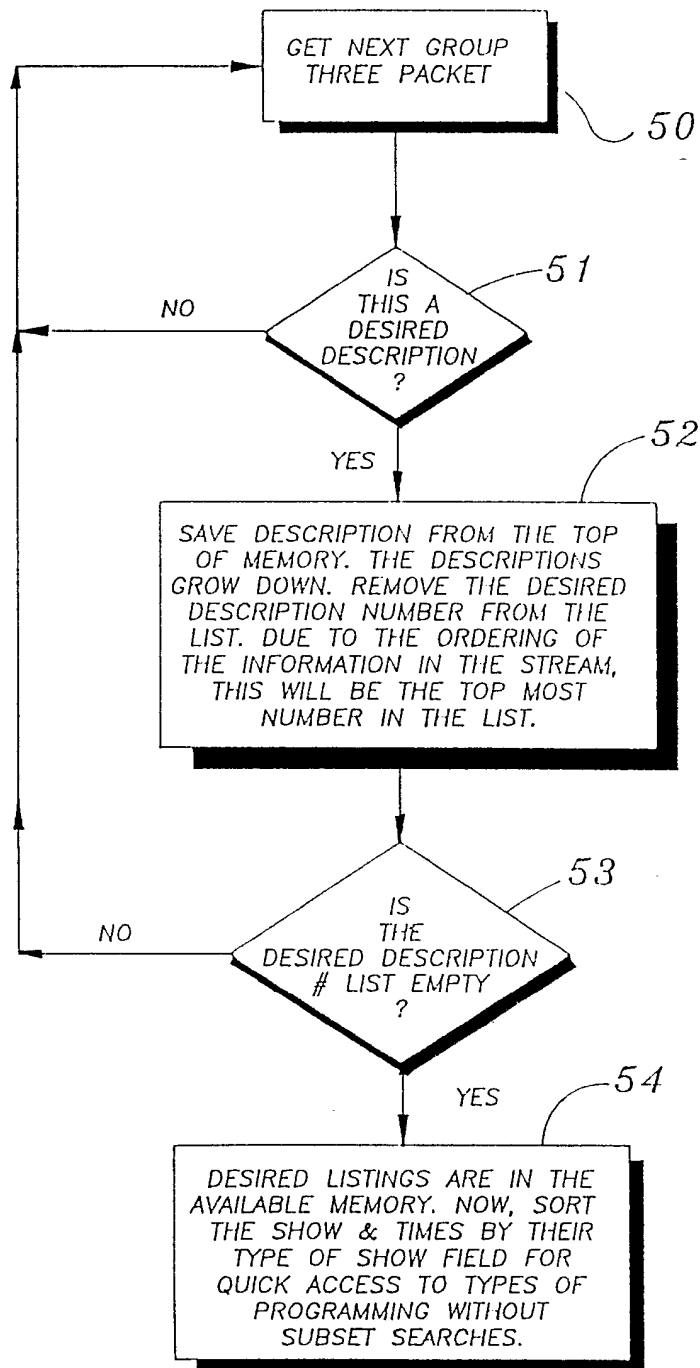 GET NEXT GROUP
THREE PACKET
50
51
IS
THIS A
DESIRED
DESCRIPTION
?
NO
YES
52
SAVE DESCRIPTION FROM THE TOP
OF MEMORY. THE DESCRIPTIONS
GROW DOWN. REMOVE THE DESIRED
DESCRIPTION NUMBER FROM THE
LIST. DUE TO THE ORDERING OF
THE INFORMATION IN THE STREAM,
THIS WILL BE THE TOP MOST
NUMBER IN THE LIST.
53
IS
THE
DESIRED DESCRIPTION
# LIST EMPTY
?
NO
YES
54
DESIRED LISTINGS ARE IN THE
AVAILABLE MEMORY. NOW, SORT
THE SHOW & TIMES BY THEIR
TYPE OF SHOW FIELD FOR
QUICK ACCESS TO TYPES OF
PROGRAMMING WITHOUT
SUBSET SEARCHES.